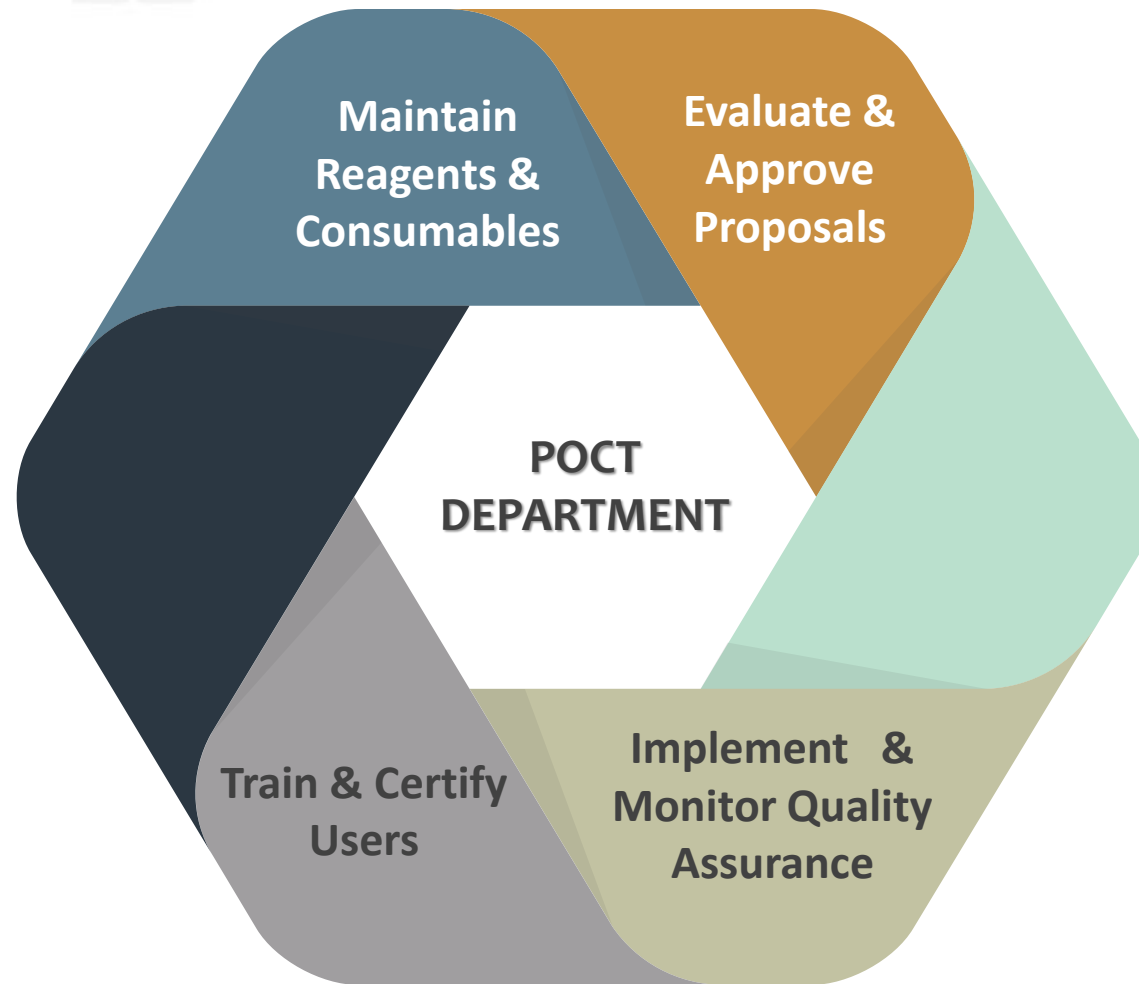 Maintain
Reagents &
Consumables
Evaluate &
Approve
Proposals
POCT
DEPARTMENT
Train & Certify
Users
Implement & 
Monitor Quality
Assurance